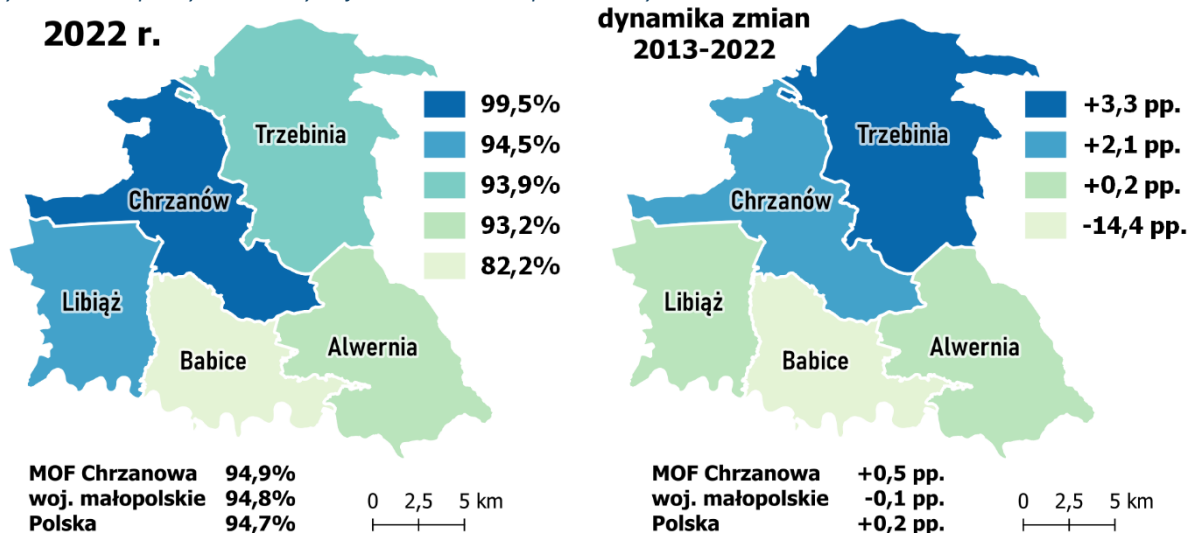 2022 r.
99,5%
94,5%
93,9%
93,2%
82,2%
Trzebinia
Chrzanów
Libiąż
Babice
Alwernia
MOF Chrzanowa 94,9%
woj. małopolskie 94,8%
Polska 94,7%
0 2,5 5 km
dynamika zmian
2013-2022
+3,3 pp.
+2,1 pp.
+0,2 pp.
-14,4 pp.
Trzebinia
Chrzanów
Libiąż
Babice
Alwernia
MOF Chrzanowa +0,5 pp.
woj. małopolskie -0,1 pp.
Polska +0,2 pp.
0 2,5 5 km